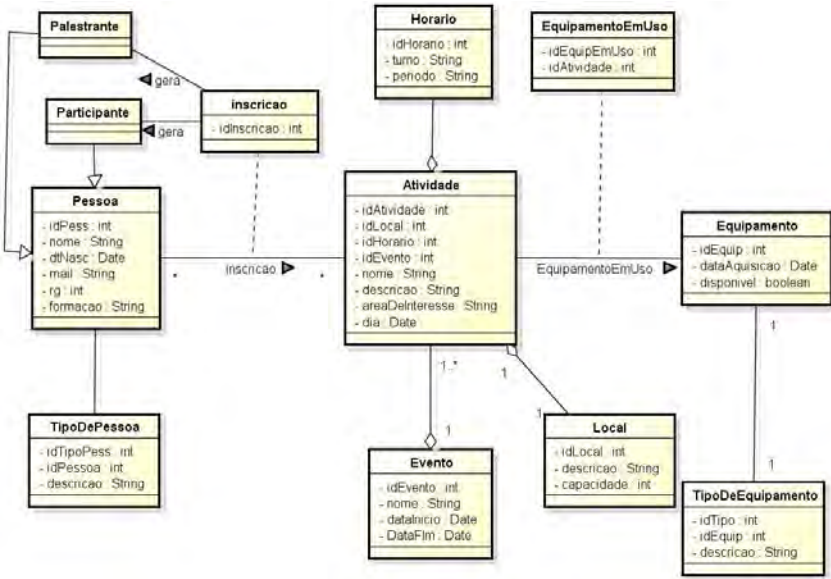 Palestrante
gera
Participante
gera
inscricao
- idInscricao : int
Horario
- idHorario : int
- turno : String
- periodo : String
EquipamentoEmUso
- idEquipEmUso : int
- idAtividade : int
Pessoa
- idPess : int
- nome : String
- dtNasc : Date
- mail : String
- rg : int
- formacao : String
*
inscricao
*
Atividade
- idAtividade : int
- idLocal : int
- idHorario : int
- idEvento : int
- nome : String
- descricao : String
- areaDeInteresse : String
- dia : Date
EquipamentoEmUso
Equipamento
- idEquip : int
- dataAquisicao : Date
- disponivel : boolean
1
1..*
1
1
1
1
TipoDePessoa
- idTipoPess : int
- idPessoa : int
- descricao : String
Evento
- idEvento : int
- nome : String
- dataInicio : Date
- DataFIm : Date
Local
- idLocal : int
- descricao : String
- capacidade : int
TipoDeEquipamento
- idTipo : int
- idEquip : int
- descricao : String